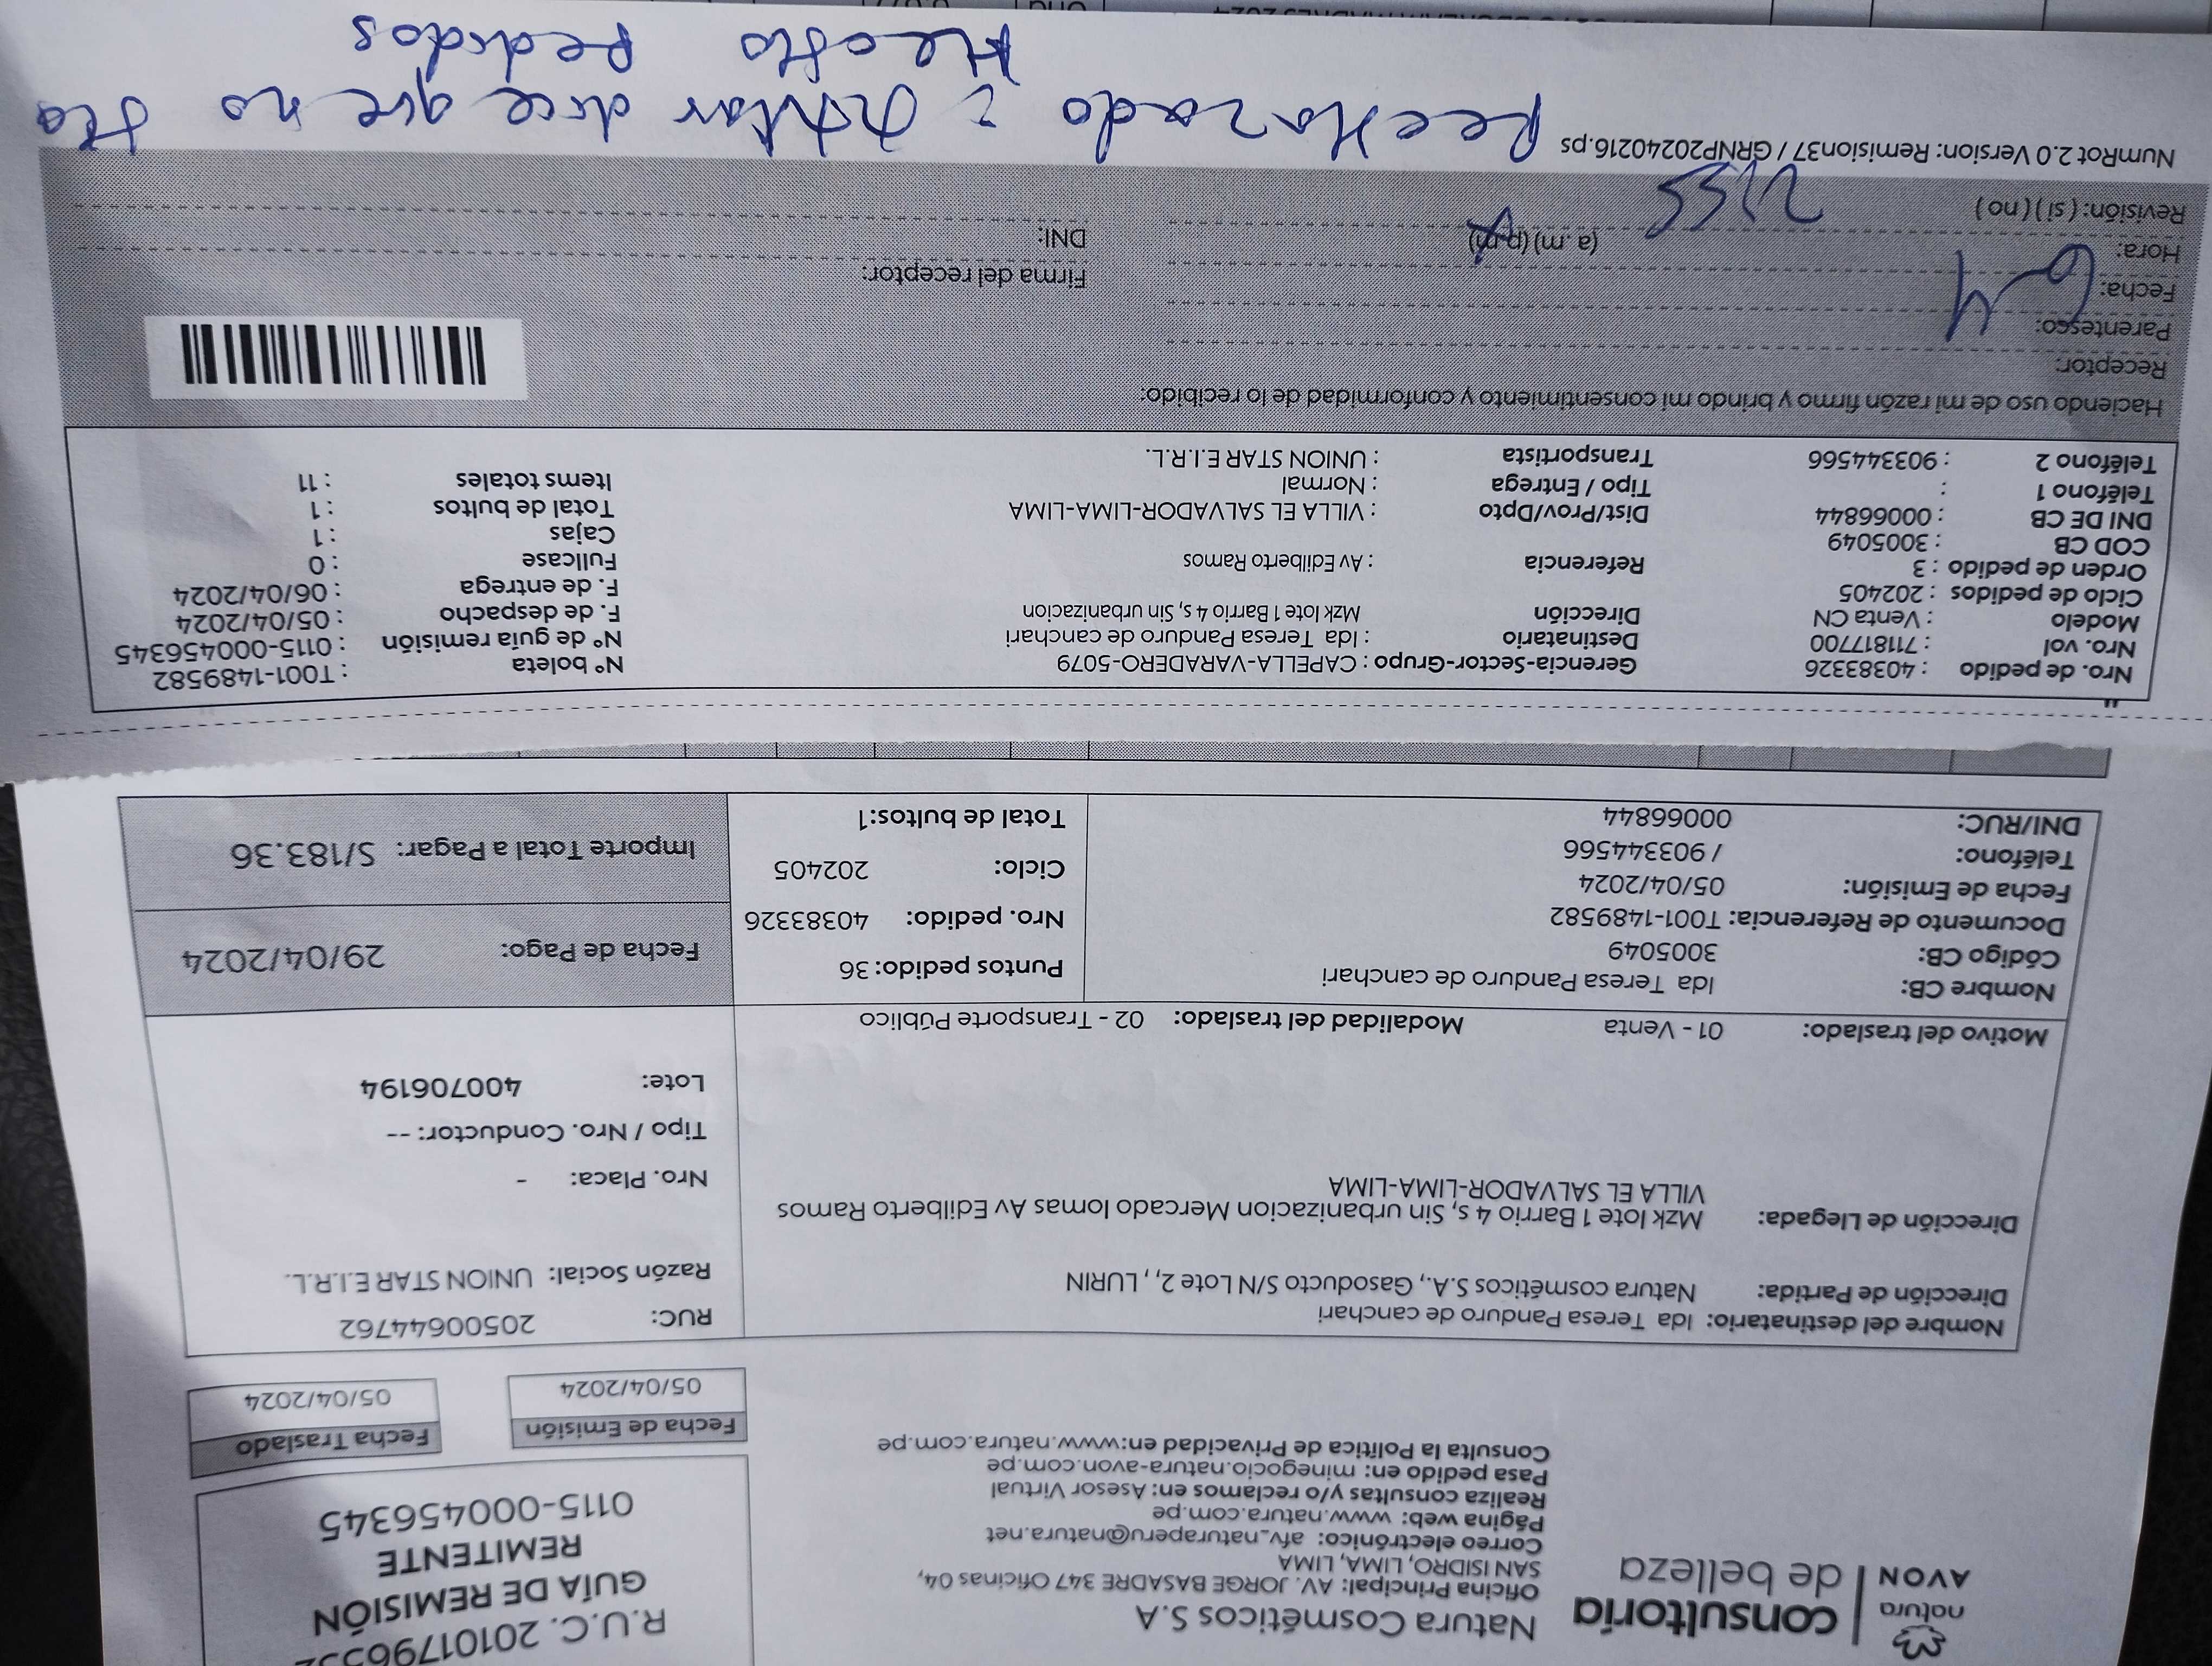 natura
AVON
consultoría
de belleza
Natura Cosméticos S.A
Oficina Principal: AV. JORGE BASADRE 347 Oficinas 04,
SAN ISIDRO, LIMA, LIMA
Correo electrónico: afv_naturaperu@natura.net
Página web: www.natura.com.pe
Realiza consultas y/o reclamos en: Asesor Virtual
Pasa pedido en: minegocio.natura-avon.com.pe
Consulta la Política de Privacidad en:www.natura.com.pe
R.U.C.
GUÍA DE REMISIÓN
REMITENTE
0115-000456345
Fecha de Emisión
05/04/2024
Fecha Traslado
05/04/2024
Nombre del destinatario: Ida Teresa Panduro de canchari
Dirección de Partida: Natura cosméticos S.A., Gasoducto S/N Lote 2, , LURIN
Dirección de Llegada: Mzk lote 1 Barrio 4 s, Sin urbanizacion Mercado lomas Av Edilberto Ramos
VILLA EL SALVADOR-LIMA-LIMA
RUC: 20500644762
Razón Social: UNION STAR E.I.R.L.
Nro. Placa: -
Tipo / Nro. Conductor: --
Lote: 400706194
Motivo del traslado: 01 - Venta Modalidad del traslado: 02 - Transporte Público
Nombre CB: Ida Teresa Panduro de canchari
Código CB: 3005049
Documento de Referencia: T001-1489582
Fecha de Emisión: 05/04/2024
Teléfono: / 903344566
DNI/RUC: 00066844
Puntos pedido: 36
Nro. pedido: 40383326
Ciclo: 202405
Total de bultos:1
Fecha de Pago: 29/04/2024
Importe Total a Pagar: S/183.36
Nro. de pedido : 40383326
Nro. vol : 711817700
Modelo : Venta CN
Ciclo de pedidos : 202405
Orden de pedido : 3
COD CB : 3005049
DNI DE CB : 00066844
Teléfono 1 :
Teléfono 2 : 903344566
Gerencia-Sector-Grupo : CAPELLA-VARADERO-5079
Destinatario : Ida Teresa Panduro de canchari
Dirección Mzk lote 1 Barrio 4 s, Sin urbanizacion
Referencia : Av Edilberto Ramos
Dist/Prov/Dpto : VILLA EL SALVADOR-LIMA-LIMA
Tipo / Entrega : Normal
Transportista : UNION STAR E.I.R.L.
N° boleta : T001-1489582
N° de guía remisión : 0115-000456345
F. de despacho : 05/04/2024
F. de entrega : 06/04/2024
Fullcase : 0
Cajas : 1
Total de bultos : 1
Items totales : 11
Haciendo uso de mi razón firmo y brindo mi consentimiento y conformidad de lo recibido:
Receptor:
Parentesco:
Fecha: 6-4
Hora: (a .m) (p.m)
Revisión: ( si ) ( no )
Firma del receptor:
DNI:
NumRot 2.0 Version: Remision37 / GRNP20240216.ps
dice que no
pedidos